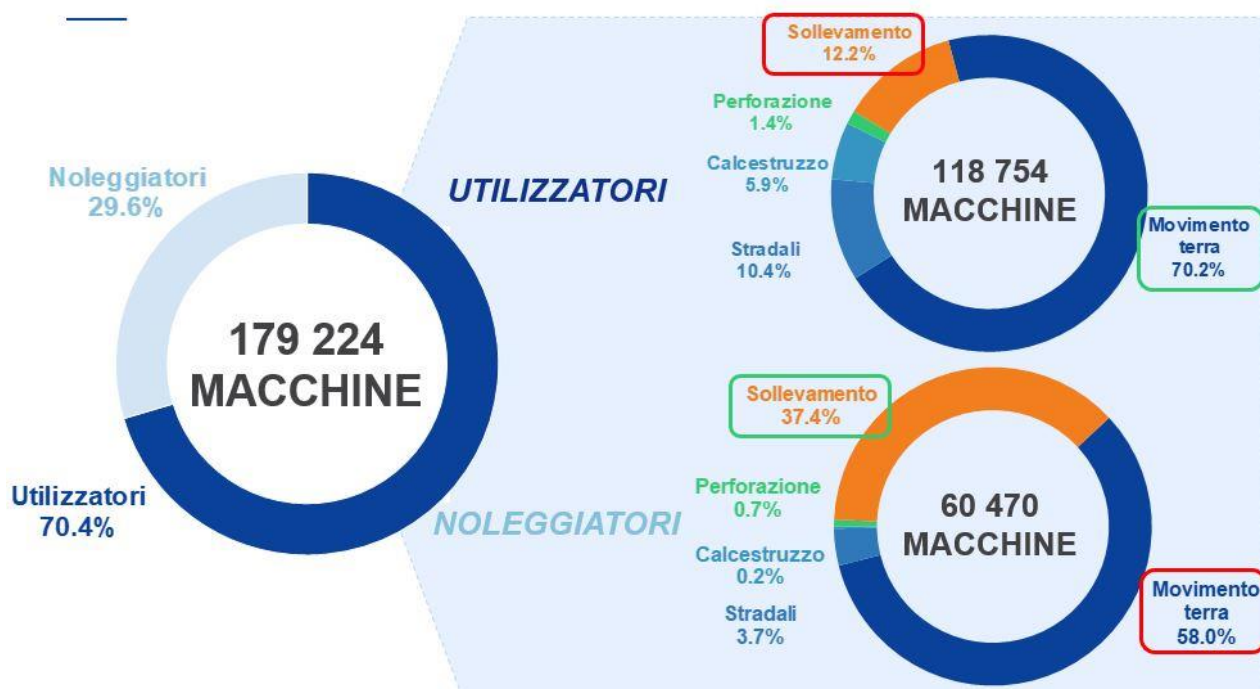 Noleggiatori
29.6%
179 224
MACCHINE
Utilizzatori
70.4%
UTILIZZATORI
Sollevamento
12.2%
Perforazione
1.4%
Calcestruzzo
5.9%
Stradali
10.4%
118 754
MACCHINE
Movimento
terra
70.2%
NOLEGGIATORI
Sollevamento
37.4%
Perforazione
0.7%
Calcestruzzo
0.2%
Stradali
3.7%
60 470
MACCHINE
Movimento
terra
58.0%